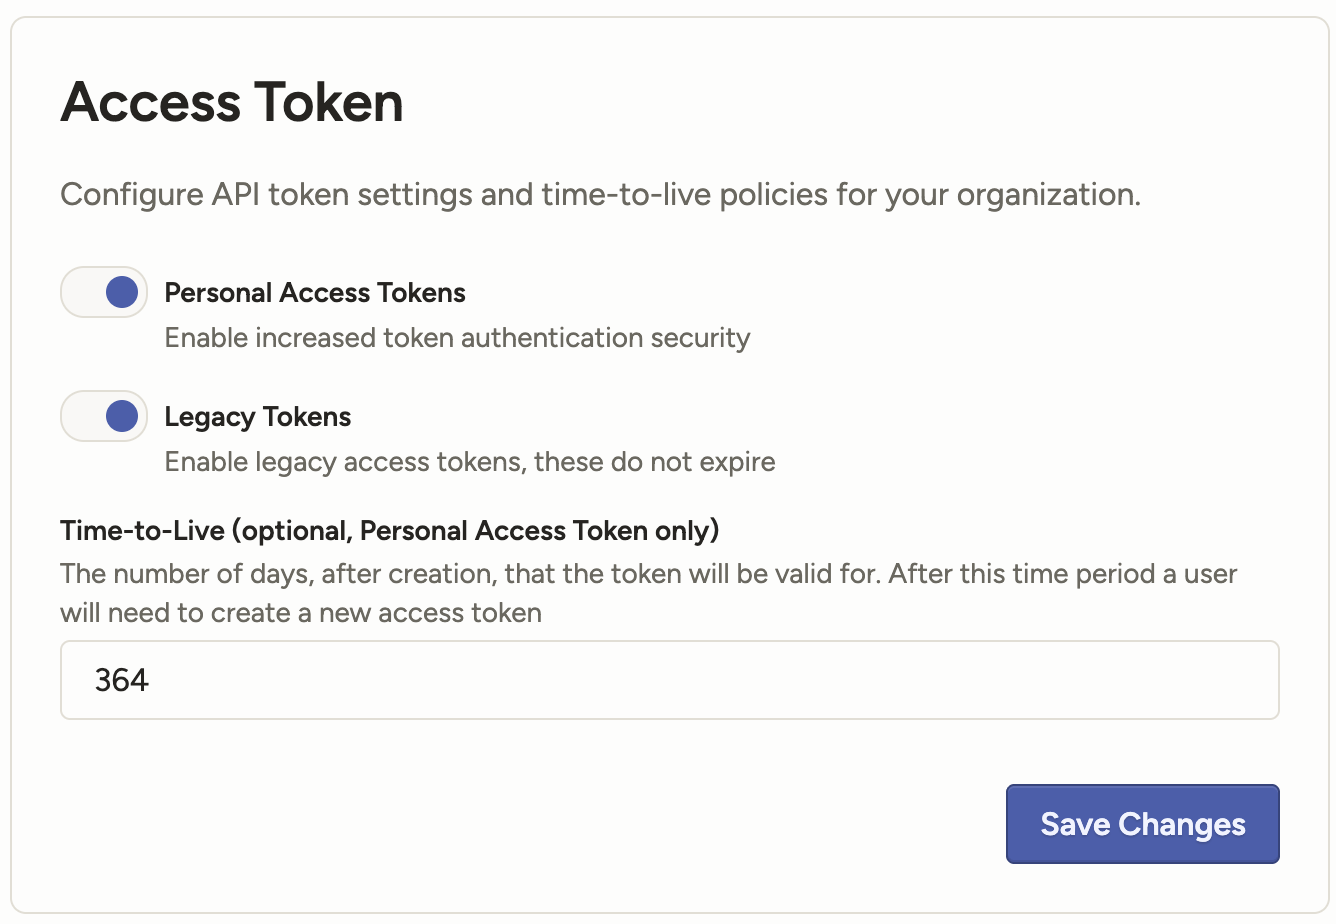 Access Token
Configure API token settings and time-to-live policies for your organization.
Personal Access Tokens
Enable increased token authentication security
Legacy Tokens
Enable legacy access tokens, these do not expire
Time-to-Live (optional, Personal Access Token only)
The number of days, after creation, that the token will be valid for. After this time period a user
will need to create a new access token
364
Save Changes